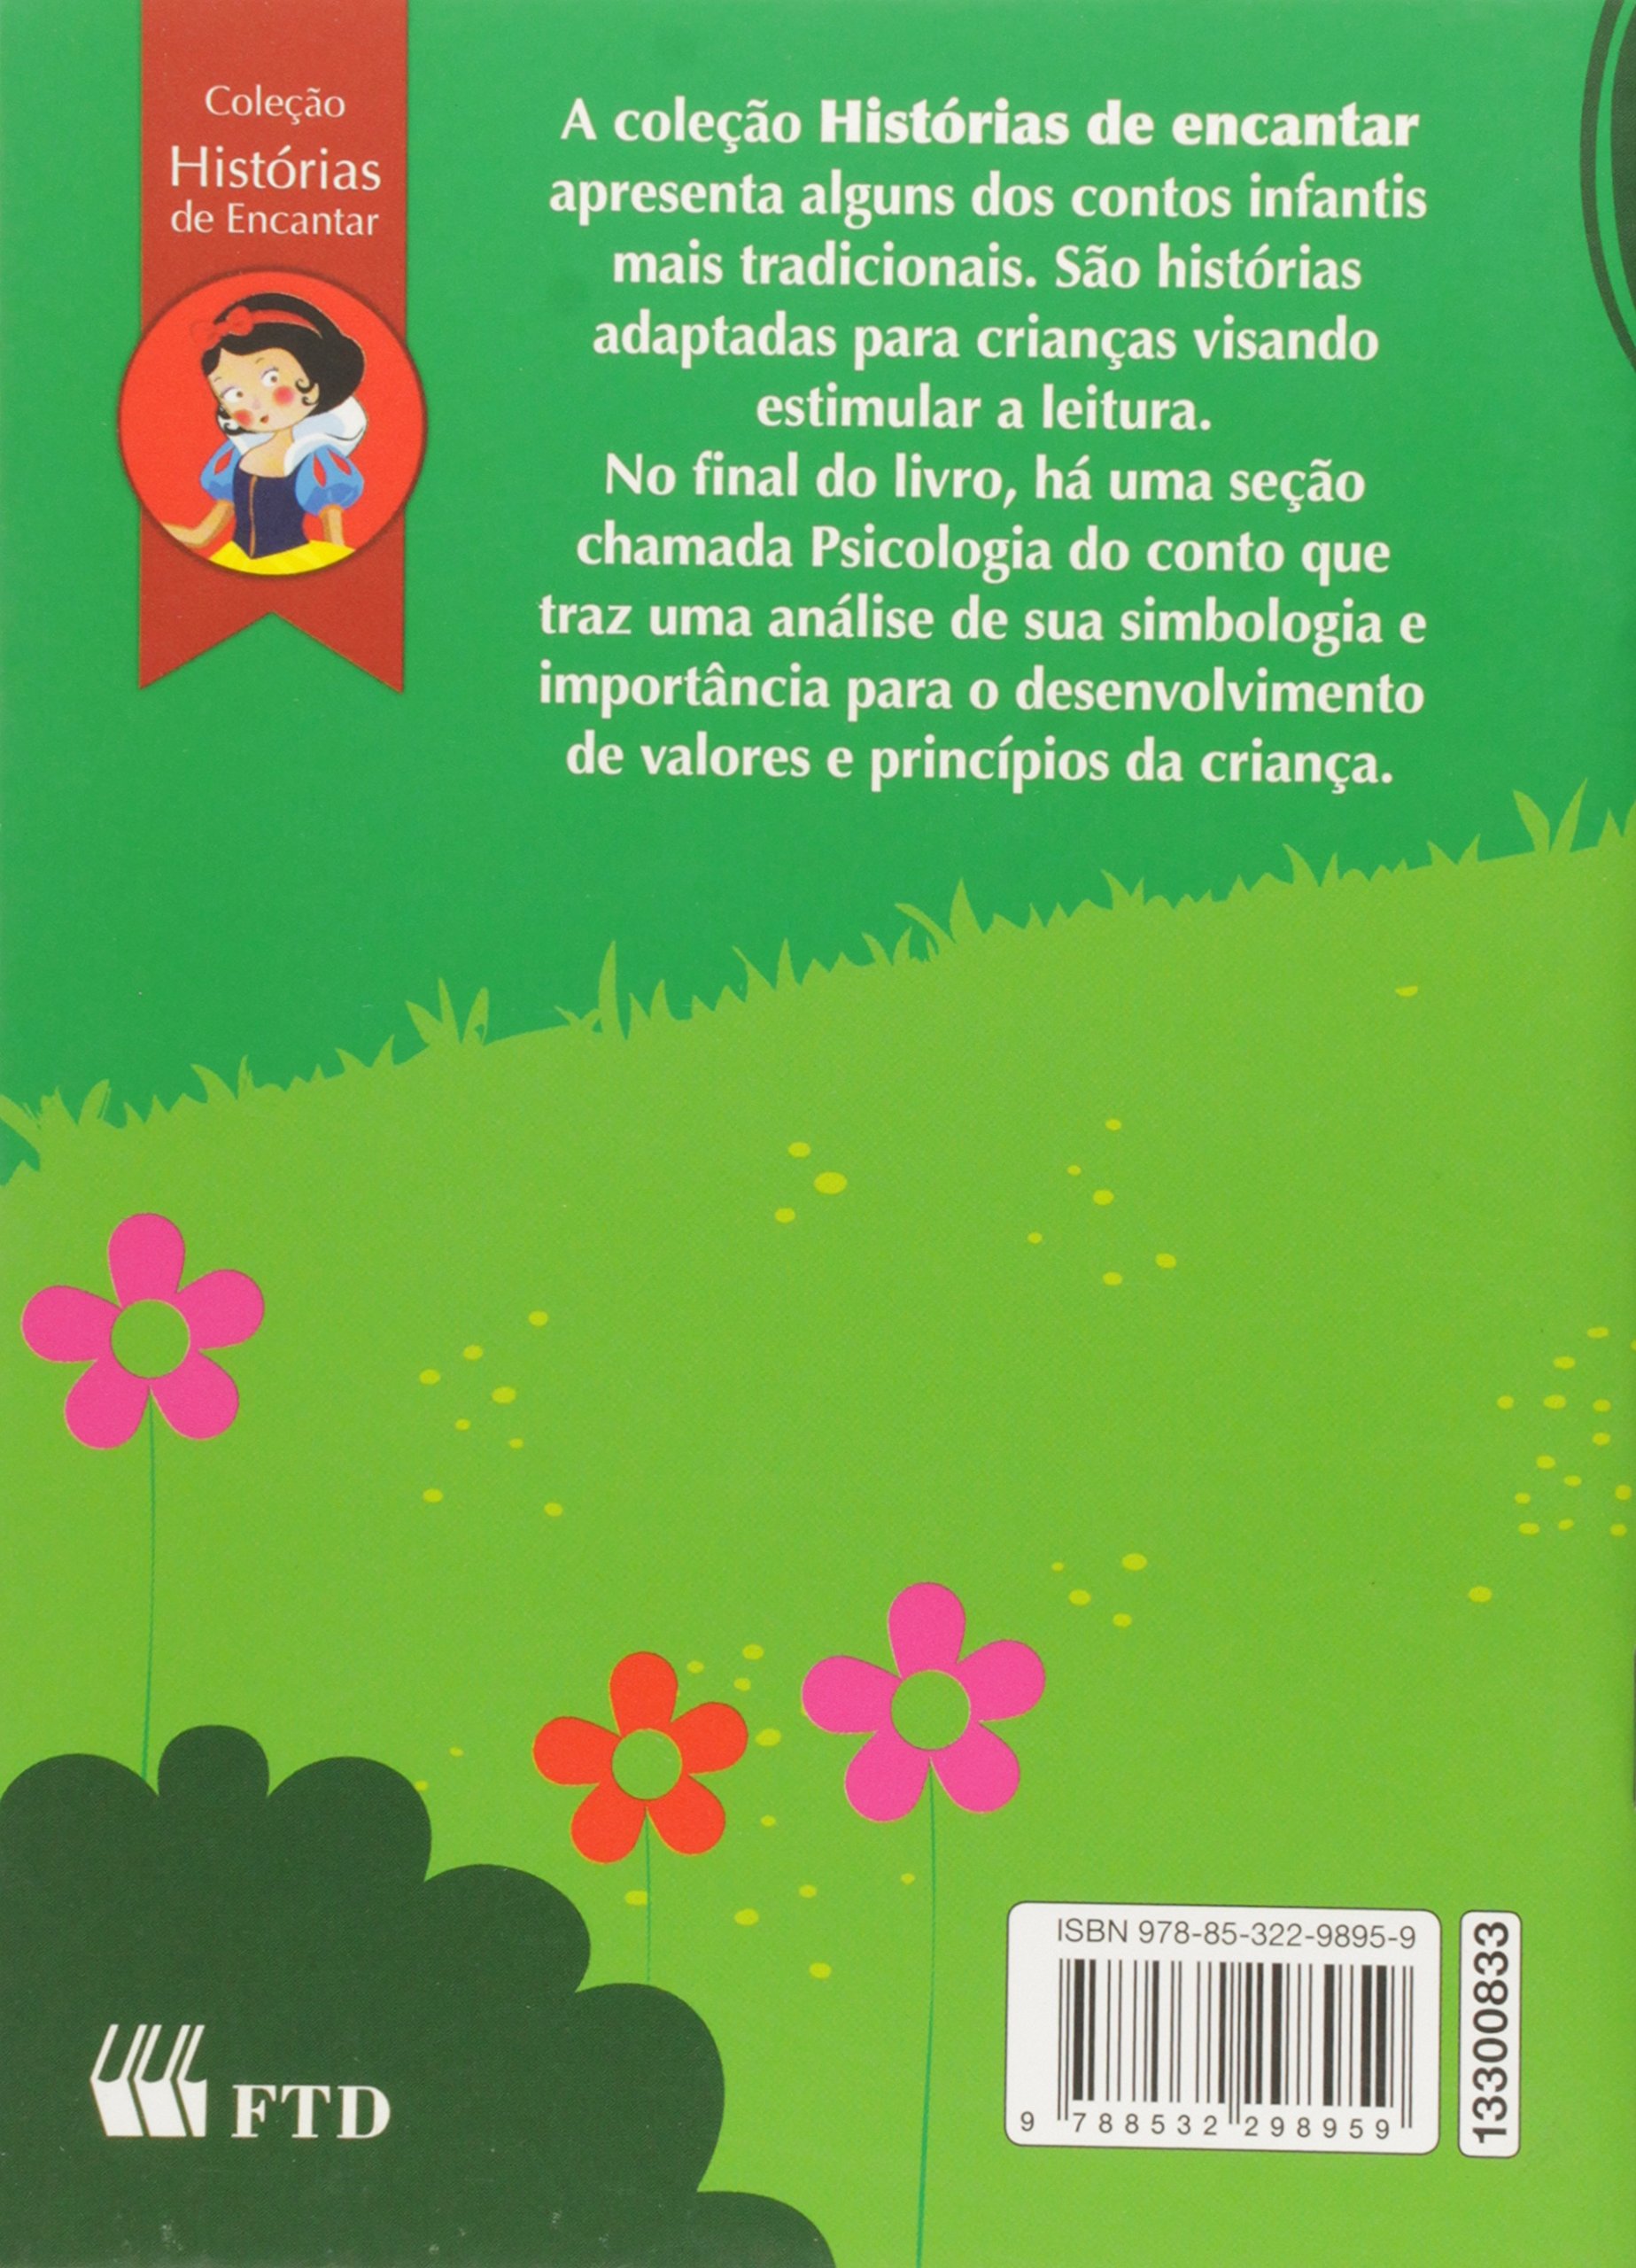 Coleção
Histórias
de Encantar
A coleção Histórias de encantar
apresenta alguns dos contos infantis
mais tradicionais. São histórias
adaptadas para crianças visando
estimular a leitura.
No final do livro, há uma seção
chamada Psicologia do conto que
traz uma análise de sua simbologia e
importância para o desenvolvimento
de valores e princípios da criança.
FTD
ISBN 978-85-322-9895-9
9 788532 298959
13300833